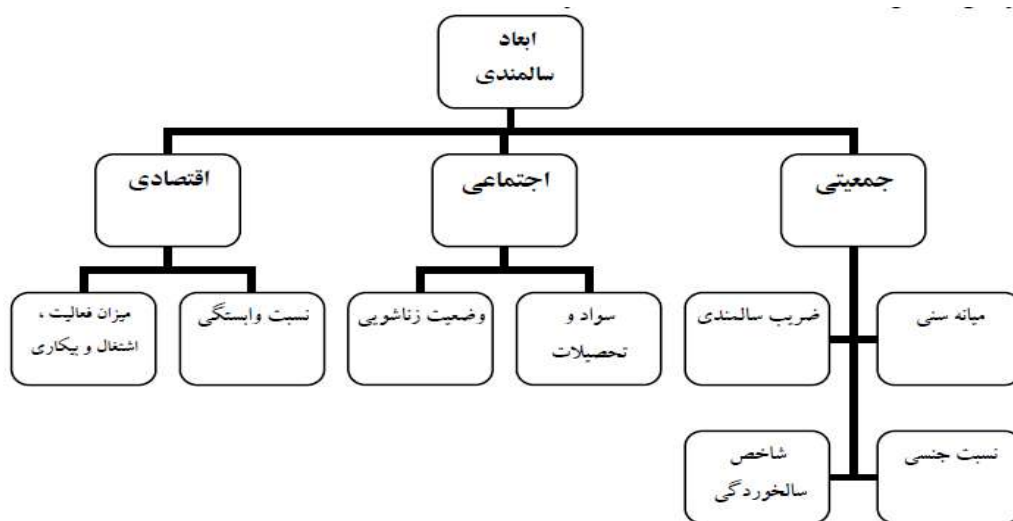 ابعاد
سالمندی
جمعیتی
اجتماعی
اقتصادی
میانه سنی
ضریب سالمندی
سواد و
تحصیلات
وضعیت زناشویی
نسبت وابستگی
میزان فعالیت ،
اشتغال و بیکاری
نسبت جنسی
شاخص
سالخوردگی